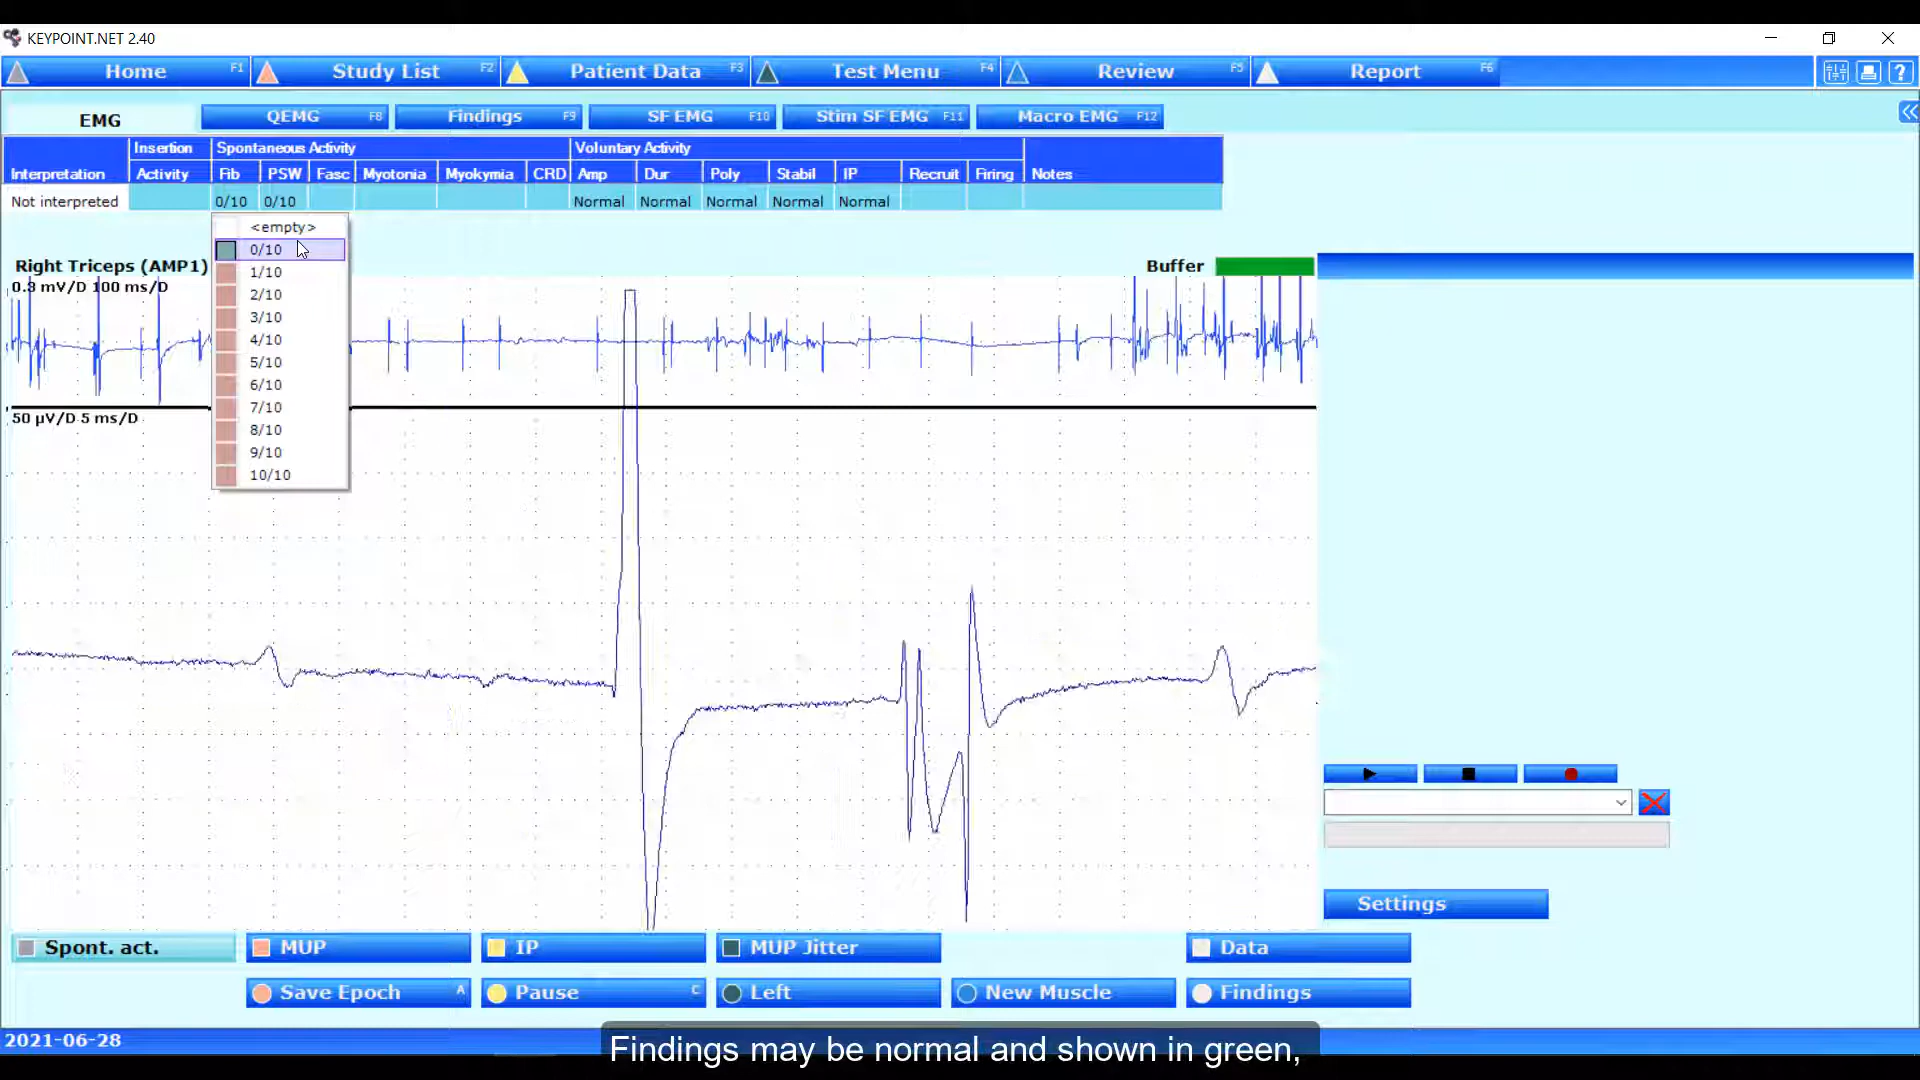 KEYPOINT.NET 2.40
Home F1 Study List F2 Patient Data F3 Test Menu F4 Review F5 Report F6 ?
EMG QEMG F8 Findings F9 SF EMG F10 Stim SF EMG F11 Macro EMG F12
Insertion Spontaneous Activity Voluntary Activity
Interpretation Activity Fib PSW Fasc Myotonia Myokymia CRD Amp Dur Poly Stabil IP Recruit Firing Notes
Not interpreted 0/10 0/10 Normal Normal Normal Normal Normal
<empty>
0/10
1/10
2/10
3/10
4/10
5/10
6/10
7/10
8/10
9/10
10/10
Right Triceps (AMP1) Buffer
0.8 mV/D 100 ms/D
50 µV/D 5 ms/D
Settings
Spont. act. MUP IP MUP Jitter Data
Save Epoch A Pause C Left New Muscle Findings
2021-06-28
Findings may be normal and shown in green,